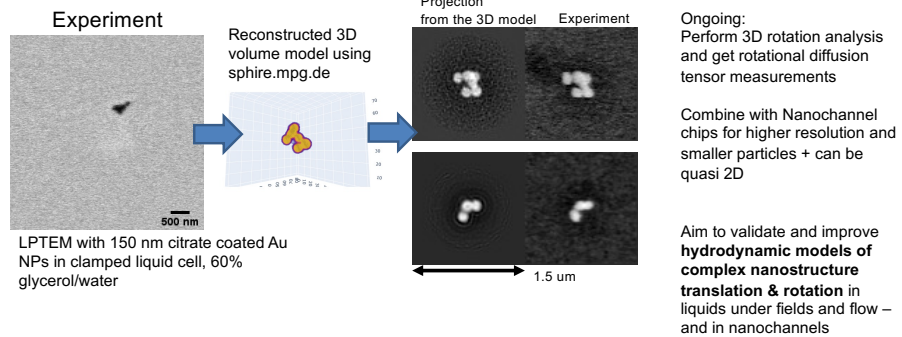 Experiment
500 nm
LPTEM with 150 nm citrate coated Au
NPs in clamped liquid cell, 60%
glycerol/water
Reconstructed 3D
volume model using
sphire.mpg.de
Projection
from the 3D model
Experiment
1.5 um
Ongoing:
Perform 3D rotation analysis
and get rotational diffusion
tensor measurements
Combine with Nanochannel
chips for higher resolution and
smaller particles + can be
quasi 2D
Aim to validate and improve
hydrodynamic models of
complex nanostructure
translation & rotation in
liquids under fields and flow –
and in nanochannels